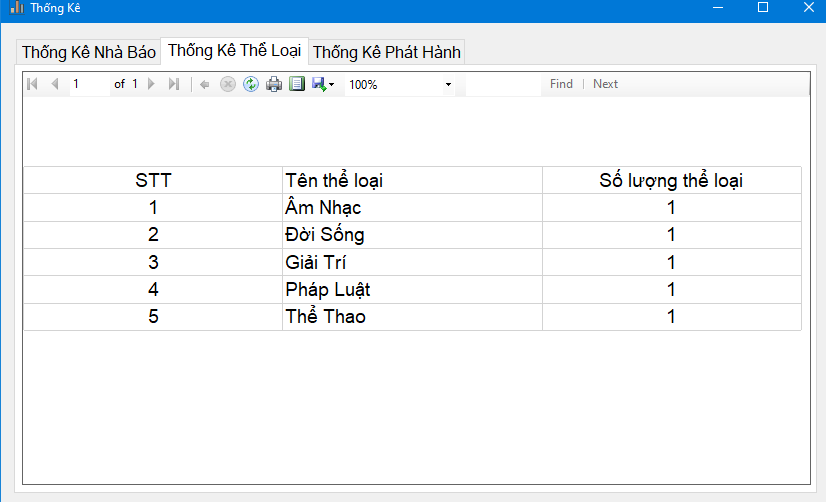 Thống Kê
Thống Kê Nhà Báo Thống Kê Thể Loại Thống Kê Phát Hành
1 of 1 100% Find | Next
STT Tên thể loại Số lượng thể loại
1 Âm Nhạc 1
2 Đời Sống 1
3 Giải Trí 1
4 Pháp Luật 1
5 Thể Thao 1